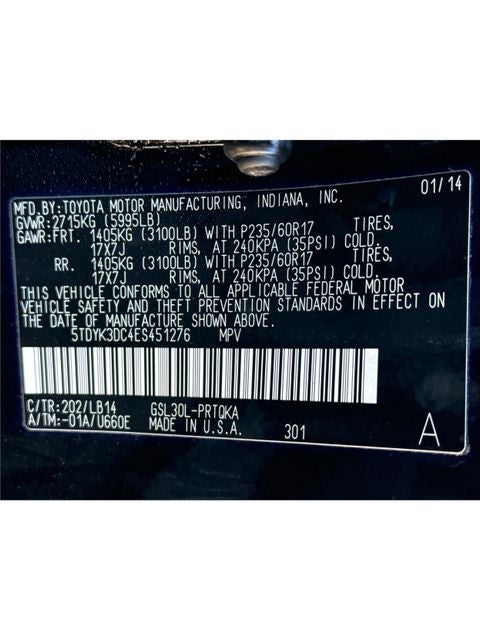 MFD.BY:TOYOTA MOTOR MANUFACTURING, INDIANA, INC. 01/14
GVWR:2715KG (5995LB)
GAWR:FRT. 1405KG (3100LB) WITH P235/60R17 TIRES,
17X7J RIMS, AT 240KPA (35PSI) COLD.
RR. 1405KG (3100LB) WITH P235/60R17 TIRES,
17X7J RIMS, AT 240KPA (35PSI) COLD.
THIS VEHICLE CONFORMS TO ALL APPLICABLE FEDERAL MOTOR
VEHICLE SAFETY AND THEFT PREVENTION STANDARDS IN EFFECT ON
THE DATE OF MANUFACTURE SHOWN ABOVE.
5TDYK3DC4ES451276 MPV
C/TR:202/LB14 GSL30L-PRTQKA
A/TM:-01A/U660E MADE IN U.S.A. 301 A